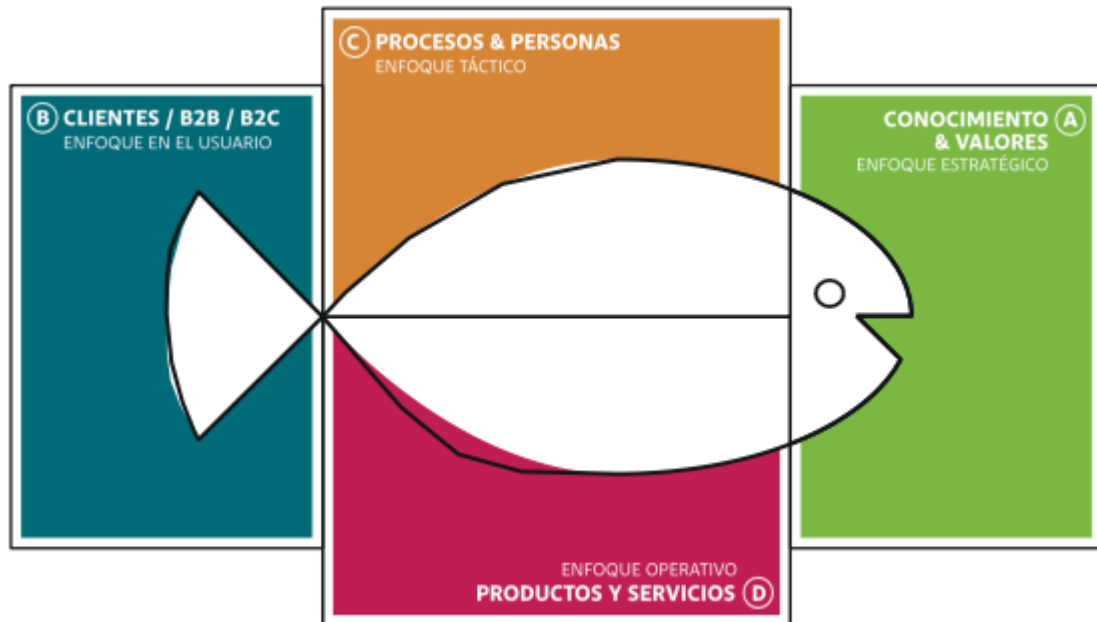 C PROCESOS & PERSONAS
ENFOQUE TÁCTICO
B CLIENTES / B2B / B2C
ENFOQUE EN EL USUARIO
CONOCIMIENTO A
& VALORES
ENFOQUE ESTRATÉGICO
ENFOQUE OPERATIVO
PRODUCTOS Y SERVICIOS D